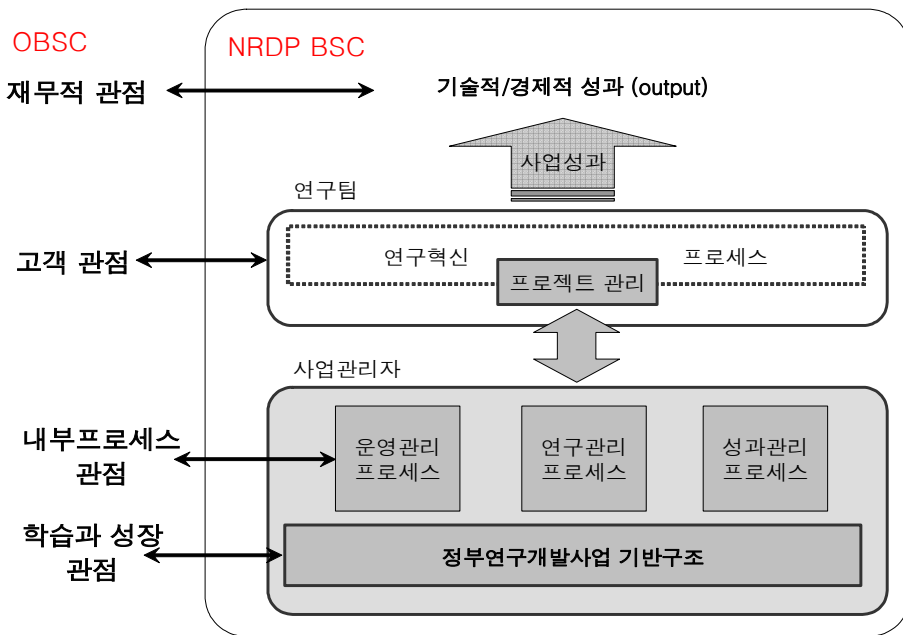 OBSC
NRDP BSC
재무적 관점
기술적/경제적 성과 (output)
사업성과
연구팀
고객 관점
연구혁신
프로세스
프로젝트 관리
사업관리자
내부프로세스
관점
운영관리
프로세스
연구관리
프로세스
성과관리
프로세스
학습과 성장
관점
정부연구개발사업 기반구조